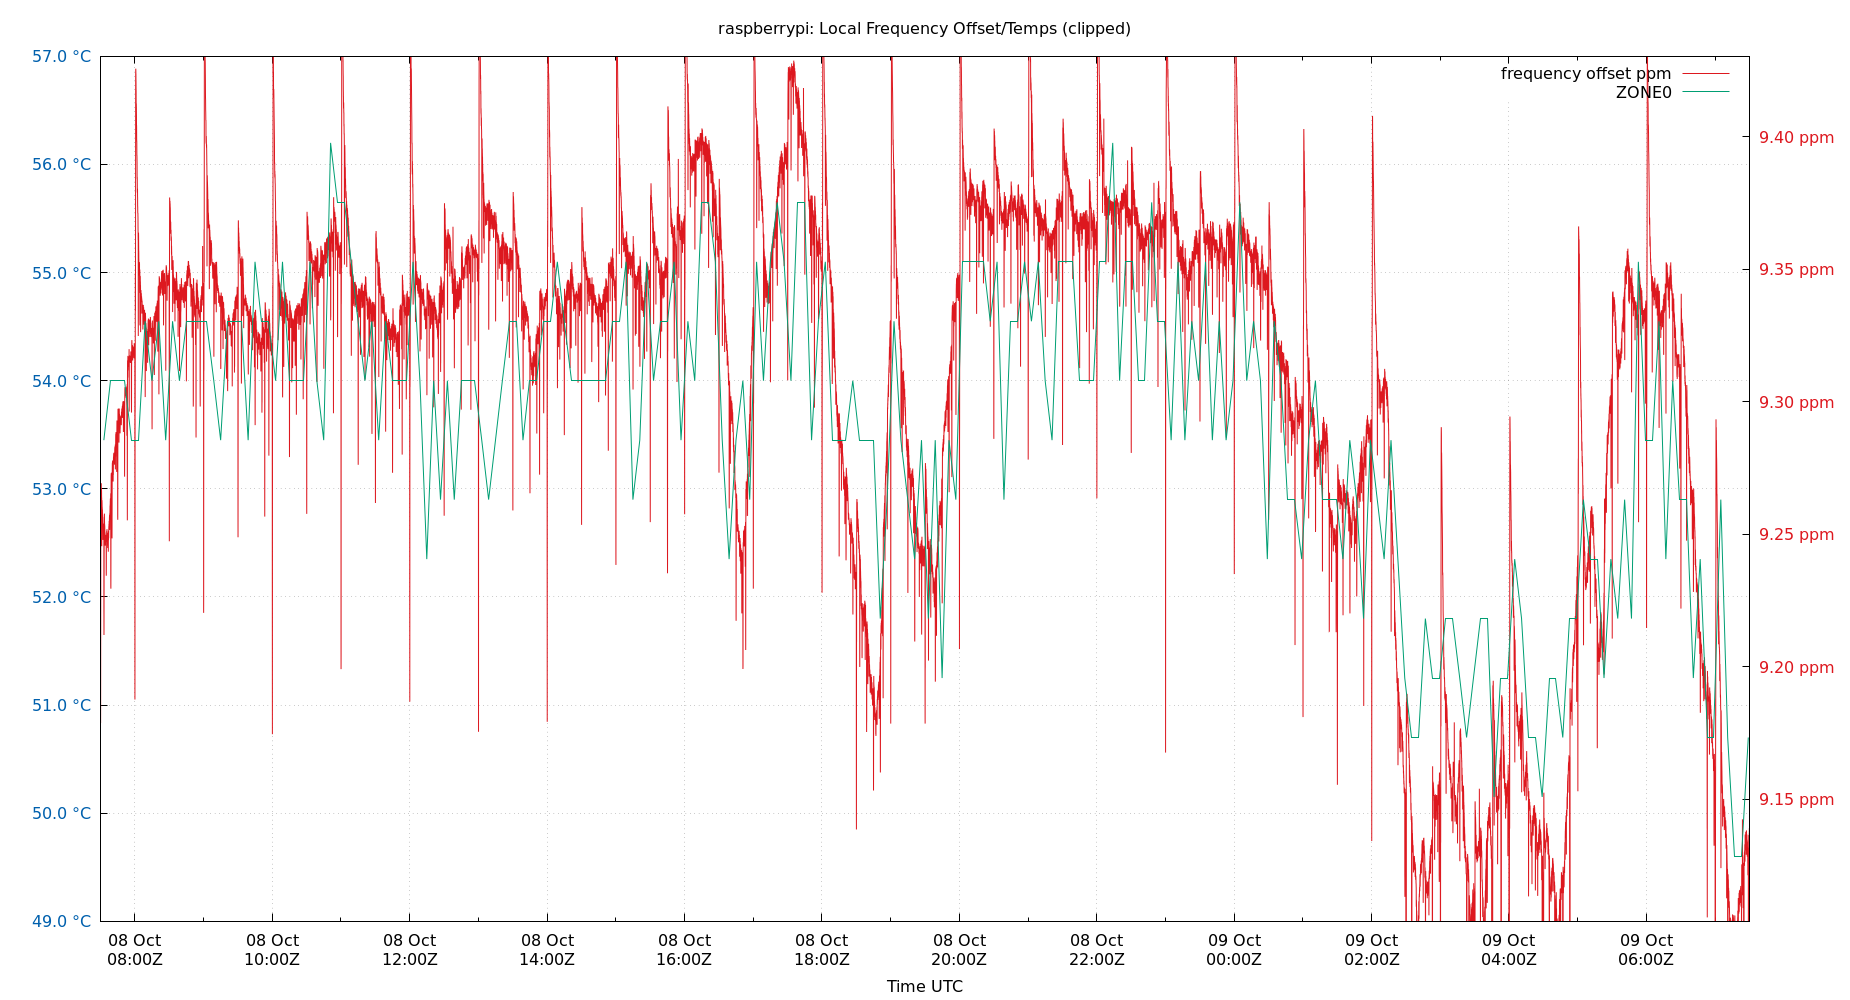 raspberrypi: Local Frequency Offset/Temps (clipped)
57.0 °C
56.0 °C
55.0 °C
54.0 °C
53.0 °C
52.0 °C
51.0 °C
50.0 °C
49.0 °C
frequency offset ppm
ZONE0
9.40 ppm
9.35 ppm
9.30 ppm
9.25 ppm
9.20 ppm
9.15 ppm
08 Oct 08 Oct 08 Oct 08 Oct 08 Oct 08 Oct 08 Oct 08 Oct 09 Oct 09 Oct 09 Oct 09 Oct
08:00Z 10:00Z 12:00Z 14:00Z 16:00Z 18:00Z 20:00Z 22:00Z 00:00Z 02:00Z 04:00Z 06:00Z
Time UTC